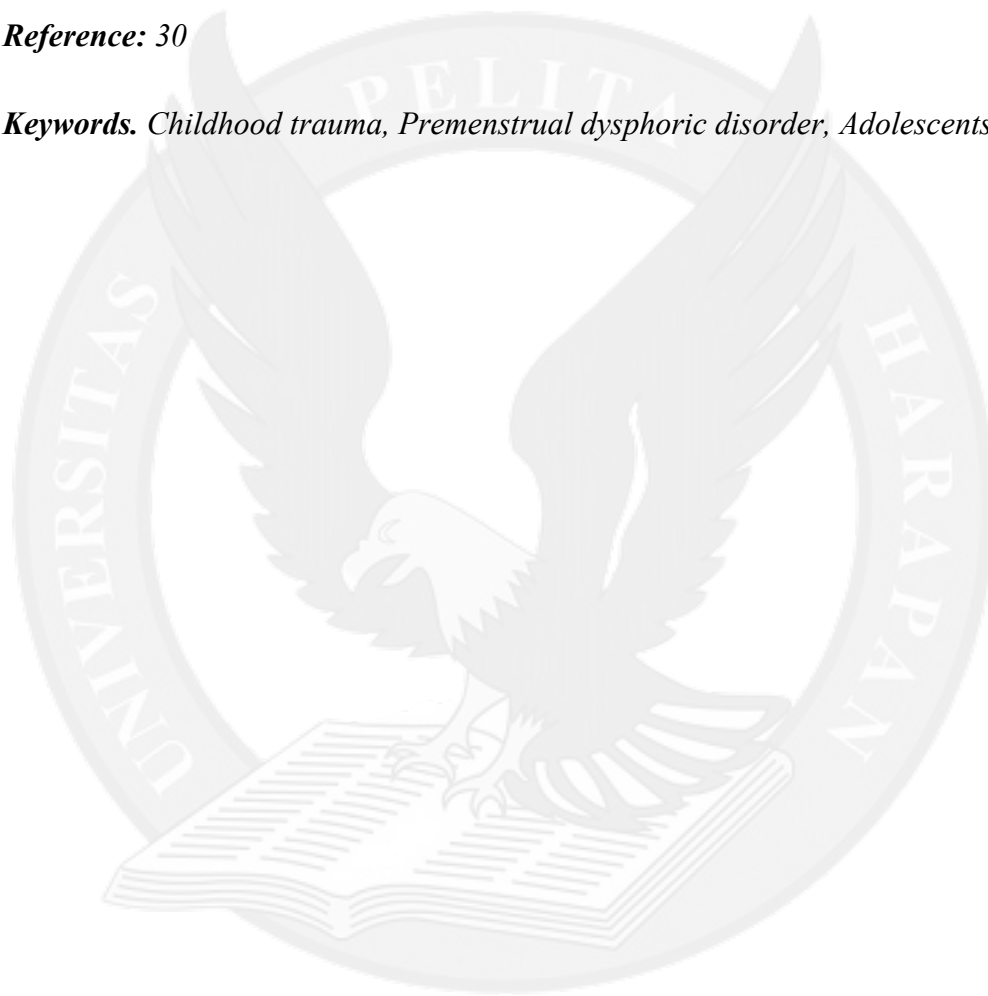 Reference: 30
Keywords. Childhood trauma, Premenstrual dysphoric disorder, Adolescents
UNIVERSITAS PELITA HARAPAN